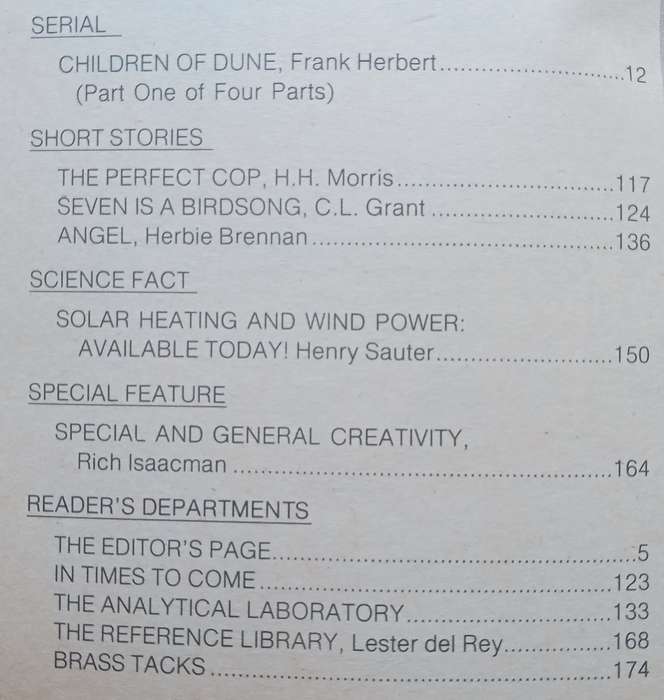 SERIAL
CHILDREN OF DUNE, Frank Herbert..............................12
(Part One of Four Parts)
SHORT STORIES
THE PERFECT COP, H.H. Morris..............................117
SEVEN IS A BIRDSONG, C.L. Grant..............................124
ANGEL, Herbie Brennan..............................136
SCIENCE FACT
SOLAR HEATING AND WIND POWER:
AVAILABLE TODAY! Henry Sauter..............................150
SPECIAL FEATURE
SPECIAL AND GENERAL CREATIVITY,
Rich Isaacman..............................164
READER'S DEPARTMENTS
THE EDITOR'S PAGE..............................5
IN TIMES TO COME..............................123
THE ANALYTICAL LABORATORY..............................133
THE REFERENCE LIBRARY, Lester del Rey..............................168
BRASS TACKS..............................174